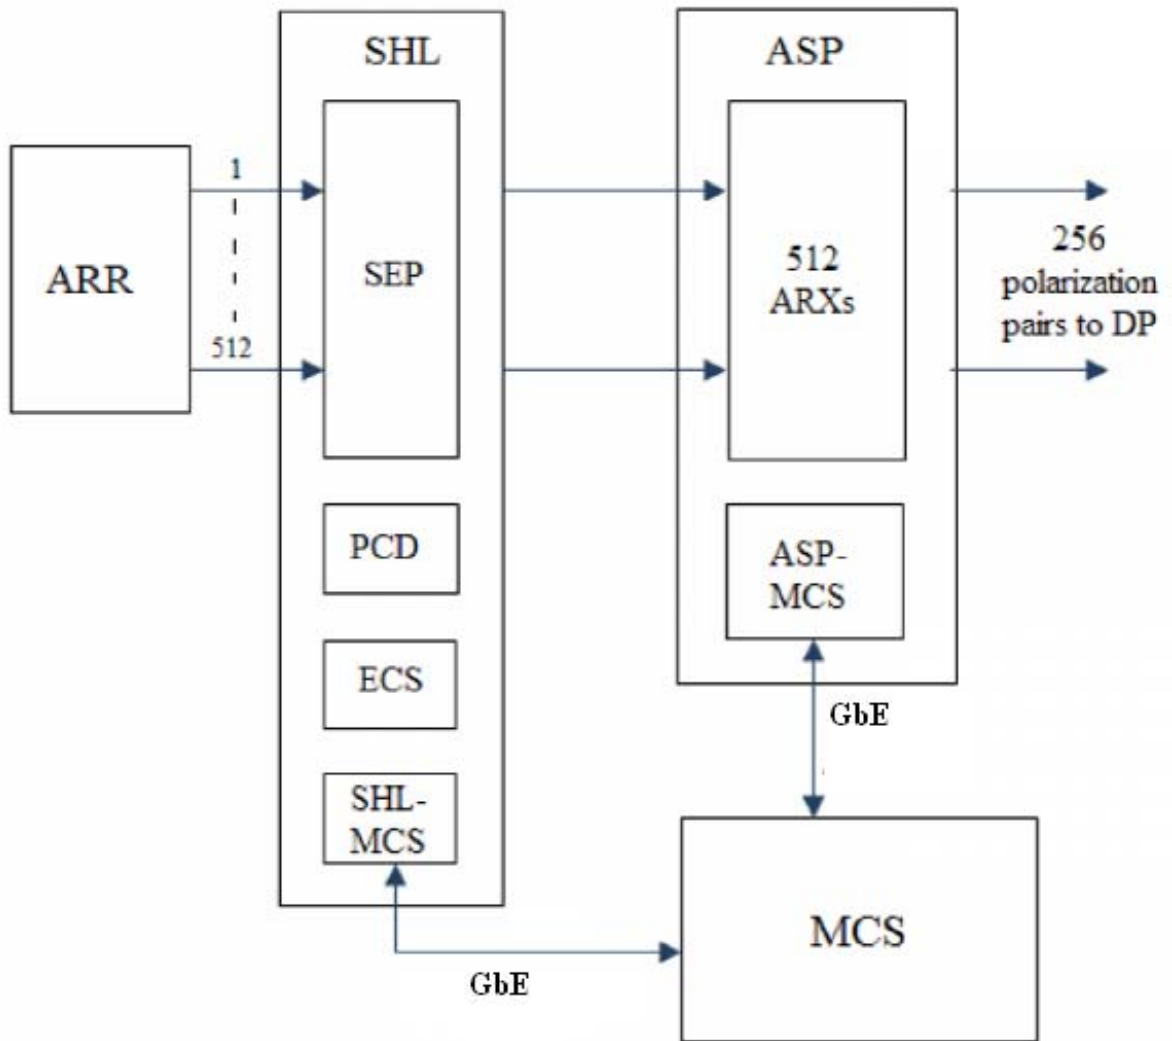 SHL
ASP
1
ARR
512
SEP
512
ARXs
256
polarization
pairs to DP
PCD
ASP-
MCS
ECS
GbE
SHL-
MCS
MCS
GbE